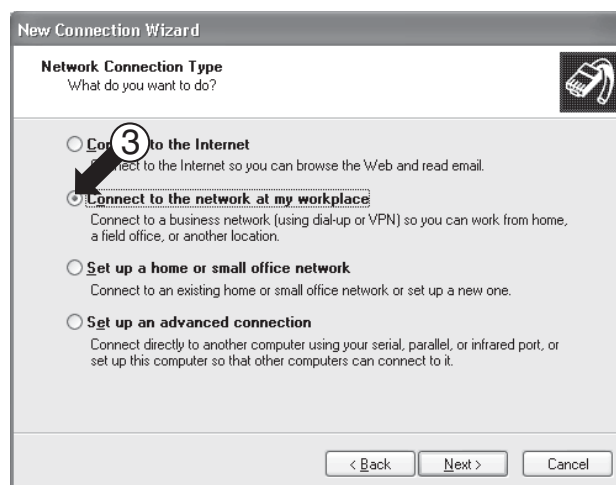 New Connection Wizard
Network Connection Type
What do you want to do?
③
to the Internet
to the Internet so you can browse the Web and read email.
Connect to the network at my workplace
Connect to a business network (using dial-up or VPN) so you can work from home,
a field office, or another location.
Set up a home or small office network
Connect to an existing home or small office network or set up a new one.
Set up an advanced connection
Connect directly to another computer using your serial, parallel, or infrared port, or
set up this computer so that other computers can connect to it.
< Back Next > Cancel